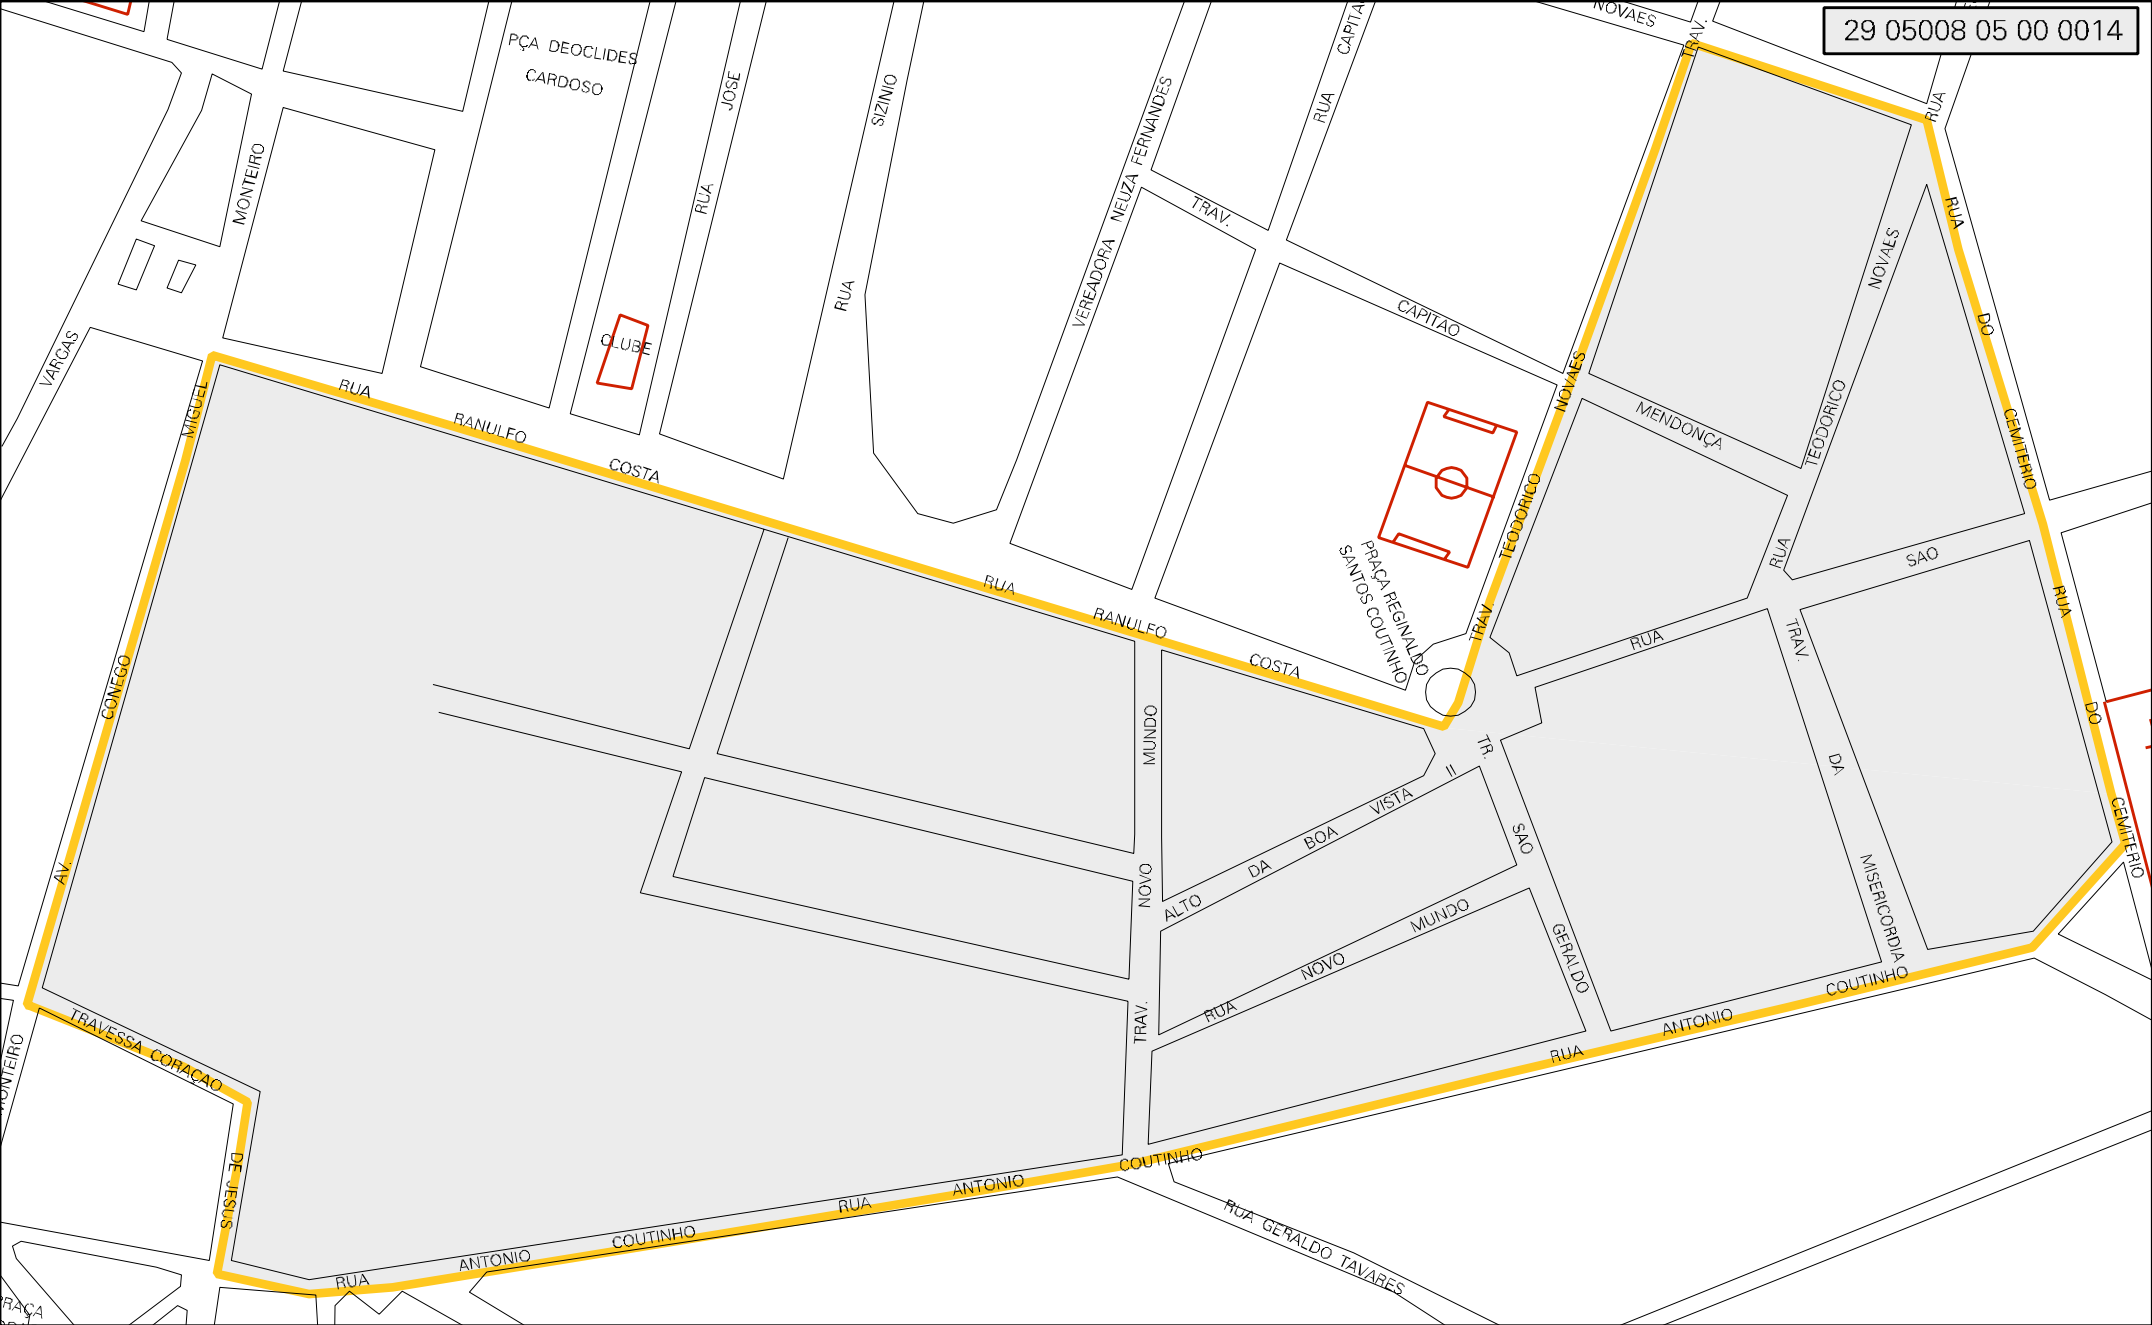 NOVAES
29 05008 05 00 0014
TRAV.
PÇA DEOCLIDES
CARDOSO
RUA JOSE
RUA SIZINIO
VEREADORA NEUZA FERNANDES
RUA CAPITA
RUA
MONTEIRO
VARGAS
TRAV. CAPITAO MENDONÇA
CLUBE
RUA TEODORICO NOVAES
RUA DO CEMITERIO
RUA DO CEMITERIO
TRAV. TEODORICO NOVAES
AV. CONEGO MIGUEL
MONTEIRO
RUA RANULFO COSTA
RUA RANULFO COSTA
PRAÇA REGINALDO
SANTOS COUTINHO
RUA SAO
TR. SAO GERALDO
TRAV. DA MISERICORDIA
TRAV. NOVO MUNDO
ALTO DA BOA VISTA II
RUA NOVO MUNDO
TRAVESSA CORAÇAO
DE JESUS
RUA ANTONIO COUTINHO
RUA ANTONIO COUTINHO
RUA ANTONIO COUTINHO
RUA GERALDO TAVARES
PRAÇA